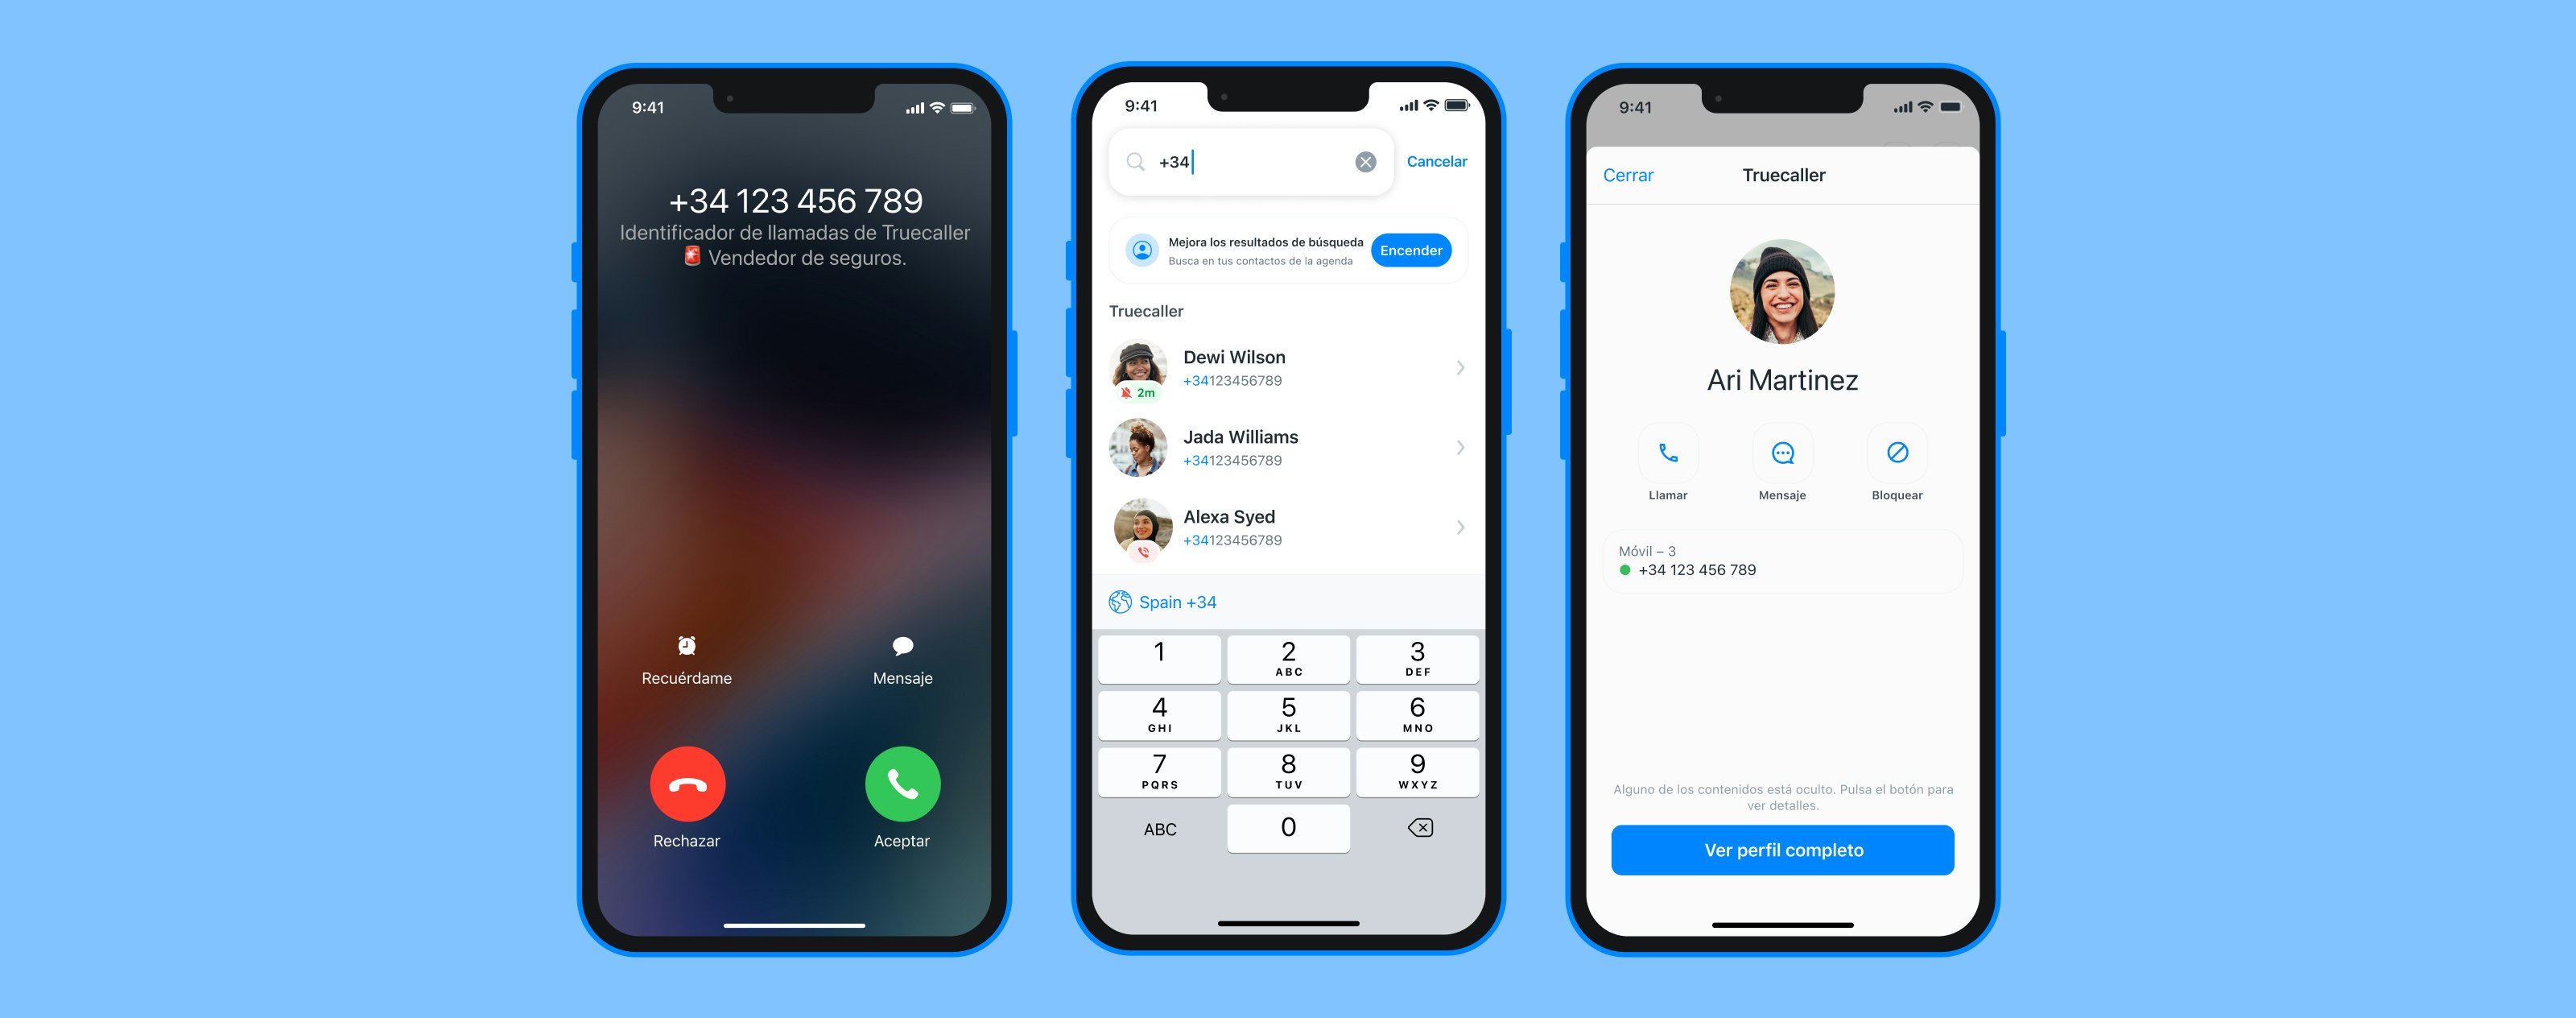 9:41
+34 123 456 789
Identificador de llamadas de Truecaller
🚨 Vendedor de seguros.
Recuérdame
Mensaje
Rechazar
Aceptar
9:41
+34
Cancelar
Mejora los resultados de búsqueda
Busca en tus contactos de la agenda
Encender
Truecaller
Dewi Wilson
+34123456789
2m
Jada Williams
+34123456789
Alexa Syed
+34123456789
Spain +34
1
2
ABC
3
DEF
4
GHI
5
JKL
6
MNO
7
PQRS
8
TUV
9
WXYZ
ABC
0
9:41
Cerrar
Truecaller
Ari Martinez
Llamar
Mensaje
Bloquear
Móvil – 3
+34 123 456 789
Alguno de los contenidos está oculto. Pulsa el botón para
ver detalles.
Ver perfil completo